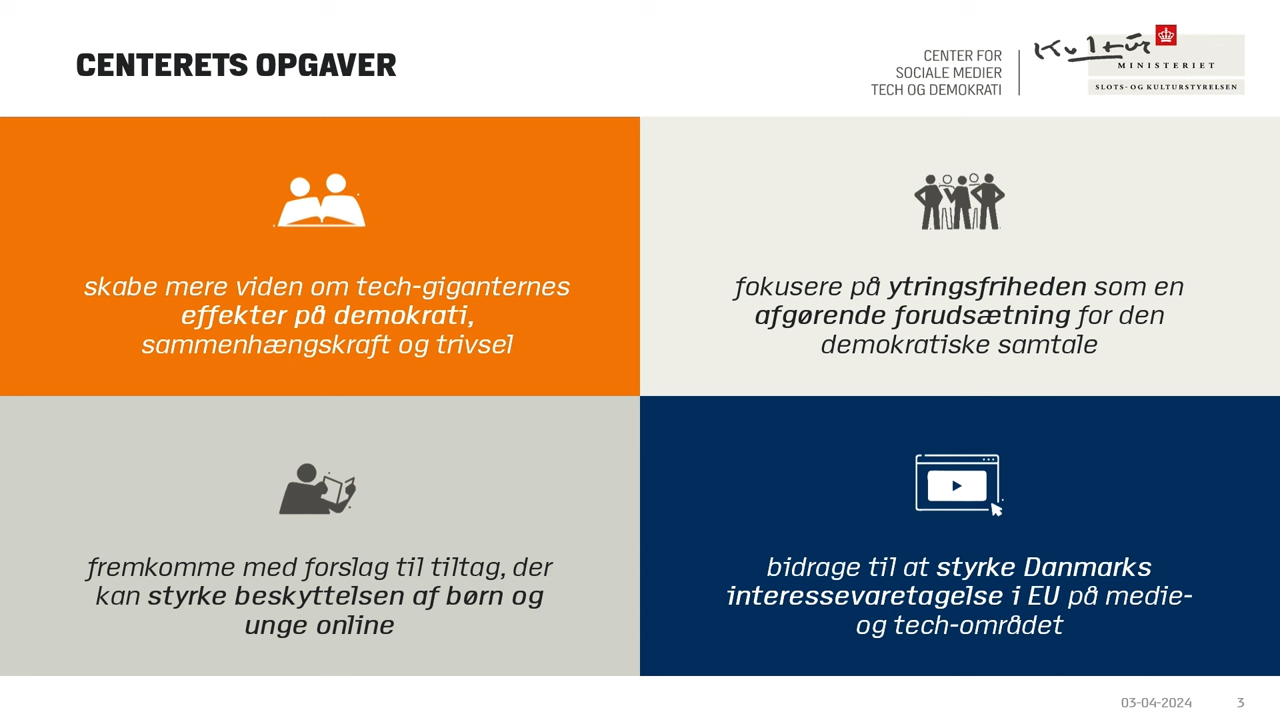 CENTERETS OPGAVER
CENTER FOR
SOCIALE MEDIER
TECH OG DEMOKRATI
Kultur
MINISTERIET
SLOTS- OG KULTURSTYRELSEN
skabe mere viden om tech-giganternes
effekter på demokrati,
sammenhængskraft og trivsel
fokusere på ytringsfriheden som en
afgørende forudsætning for den
demokratiske samtale
fremkomme med forslag til tiltag, der
kan styrke beskyttelsen af børn og
unge online
bidrage til at styrke Danmarks
interessevaretagelse i EU på medie-
og tech-området
03-04-2024
3